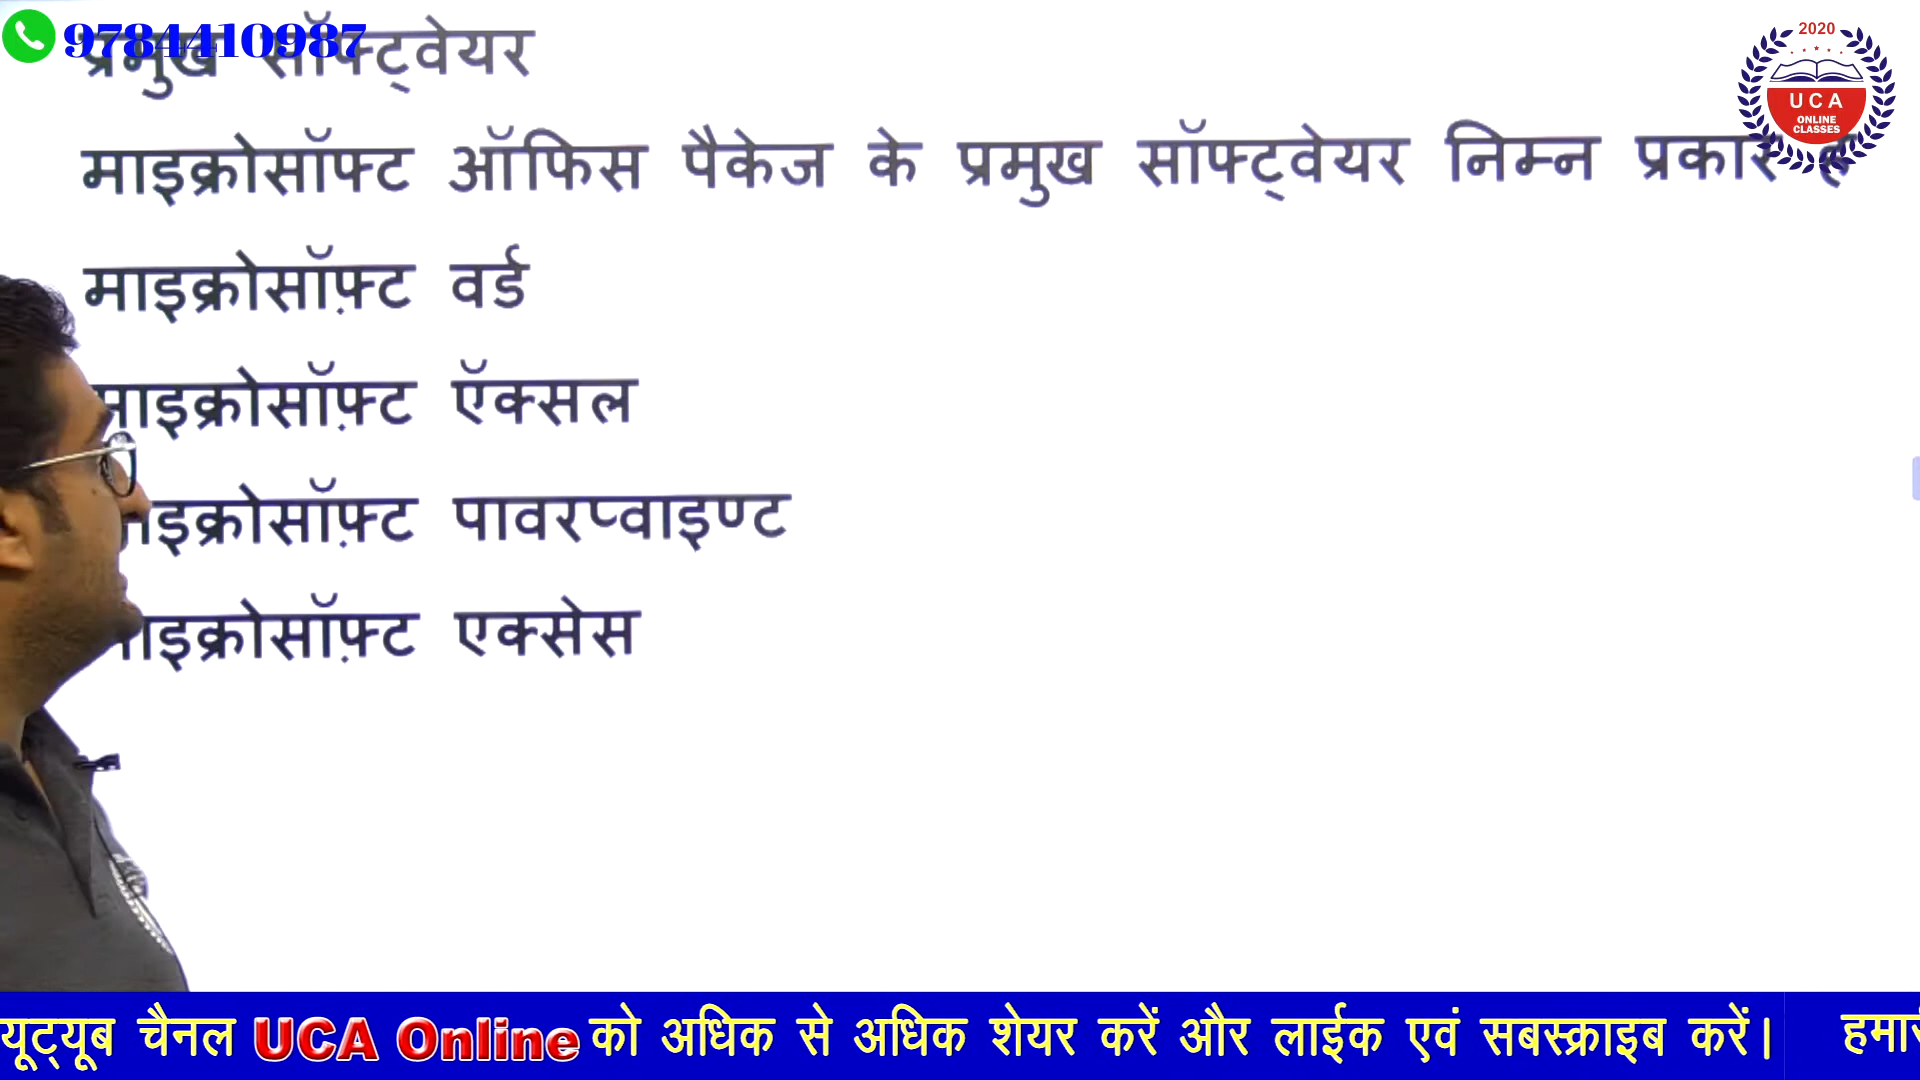 9784410987
प्रमुख सॉफ्ट्वेयर
2020
UCA
ONLINE
CLASSES
माइक्रोसॉफ्ट ऑफिस पैकेज के प्रमुख सॉफ्ट्वेयर निम्न प्रकार
माइक्रोसॉफ़्ट वर्ड
माइक्रोसॉफ़्ट ऍक्सल
माइक्रोसॉफ़्ट पावरप्वाइण्ट
माइक्रोसॉफ़्ट एक्सेस
यूट्यूब चैनल UCA Online को अधिक से अधिक शेयर करें और लाईक एवं सबस्क्राइब करें।